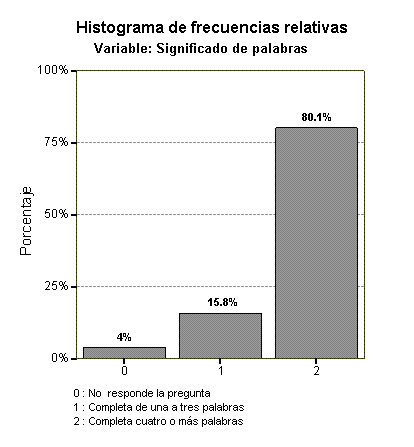 Histograma de frecuencias relativas
Variable: Significado de palabras
100%
75%
50%
25%
0%
Porcentaje
4%
15.8%
80.1%
0 1 2
0 : No responde la pregunta
1 : Completa de una a tres palabras
2 : Completa cuatro o más palabras